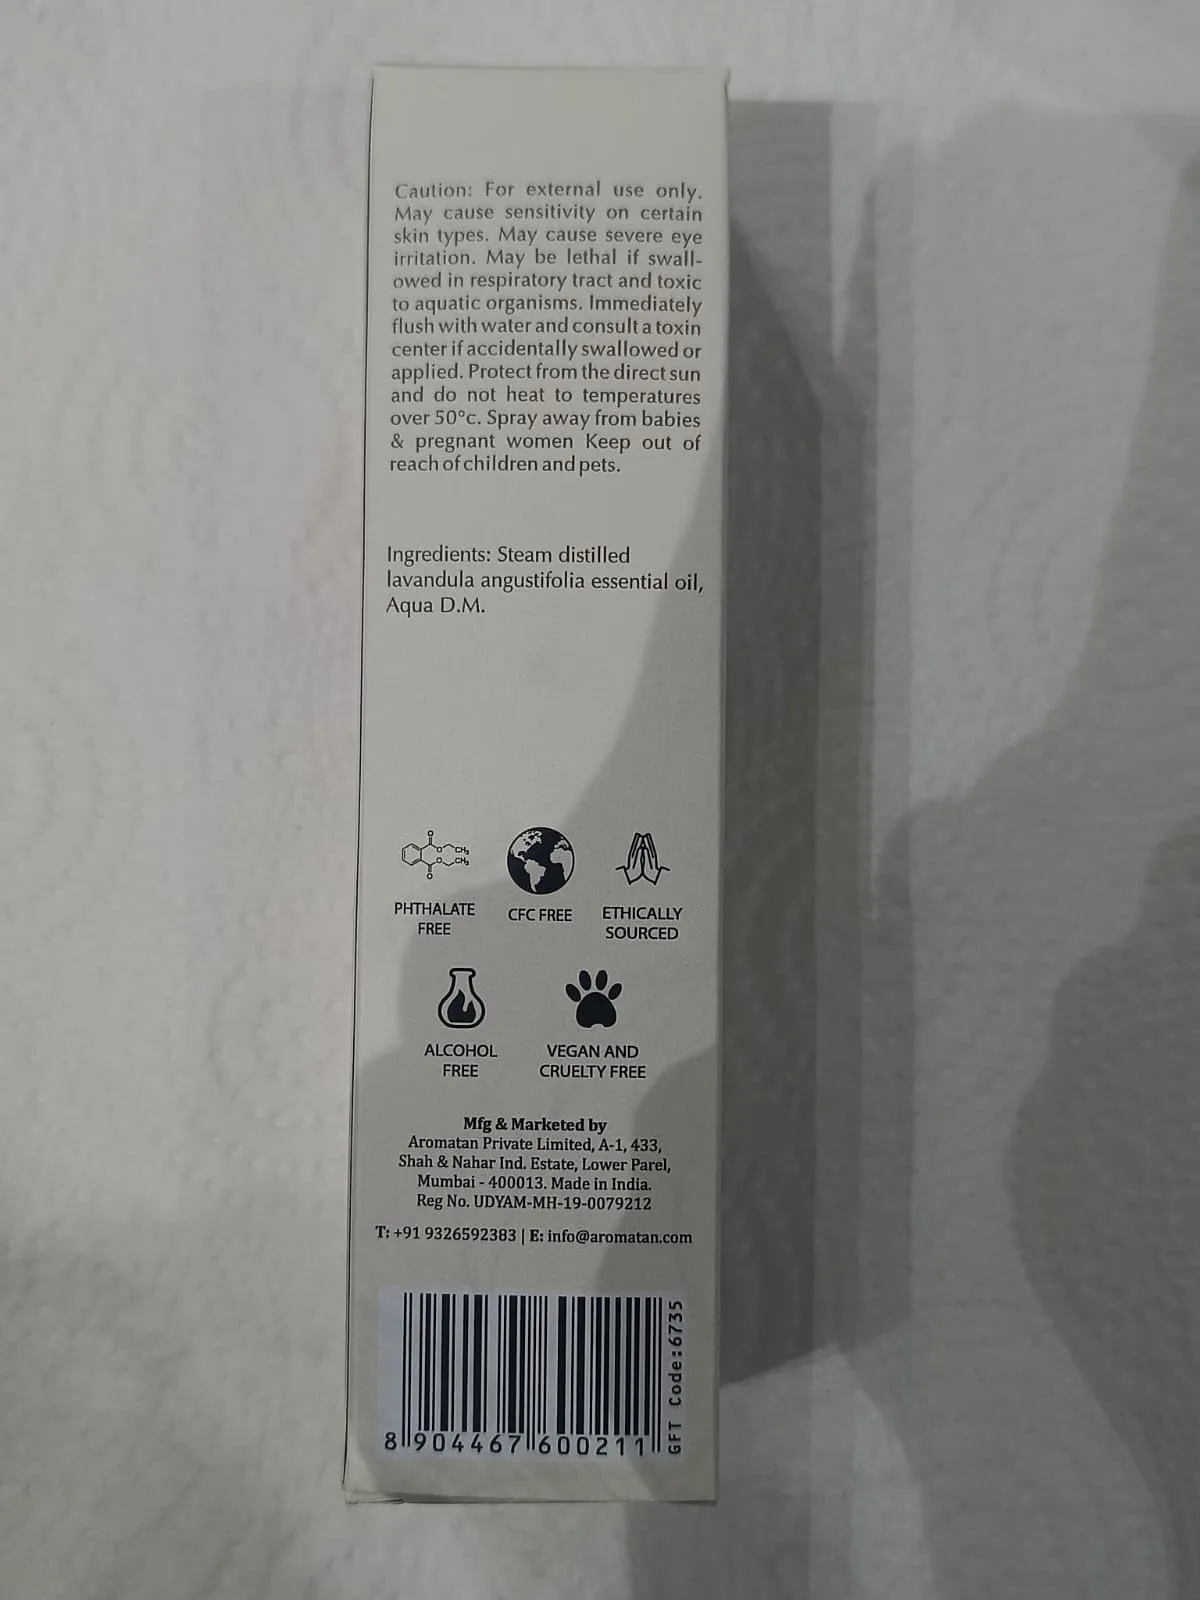 Caution: For external use only.
May cause sensitivity on certain
skin types. May cause severe eye
irritation. May be lethal if swall-
owed in respiratory tract and toxic
to aquatic organisms. Immediately
flush with water and consult a toxin
center if accidentally swallowed or
applied. Protect from the direct sun
and do not heat to temperatures
over 50°c. Spray away from babies
& pregnant women Keep out of
reach of children and pets.
Ingredients: Steam distilled
lavandula angustifolia essential oil,
Aqua D.M.
O
O CH3
O CH3
O
PHTHALATE
FREE
CFC FREE
ETHICALLY
SOURCED
ALCOHOL
FREE
VEGAN AND
CRUELTY FREE
Mfg & Marketed by
Aromatan Private Limited, A-1, 433,
Shah & Nahar Ind. Estate, Lower Parel,
Mumbai - 400013. Made in India.
Reg No. UDYAM-MH-19-0079212
T: +91 9326592383 | E: info@aromatan.com
8 904467 600211
GFT Code:6735